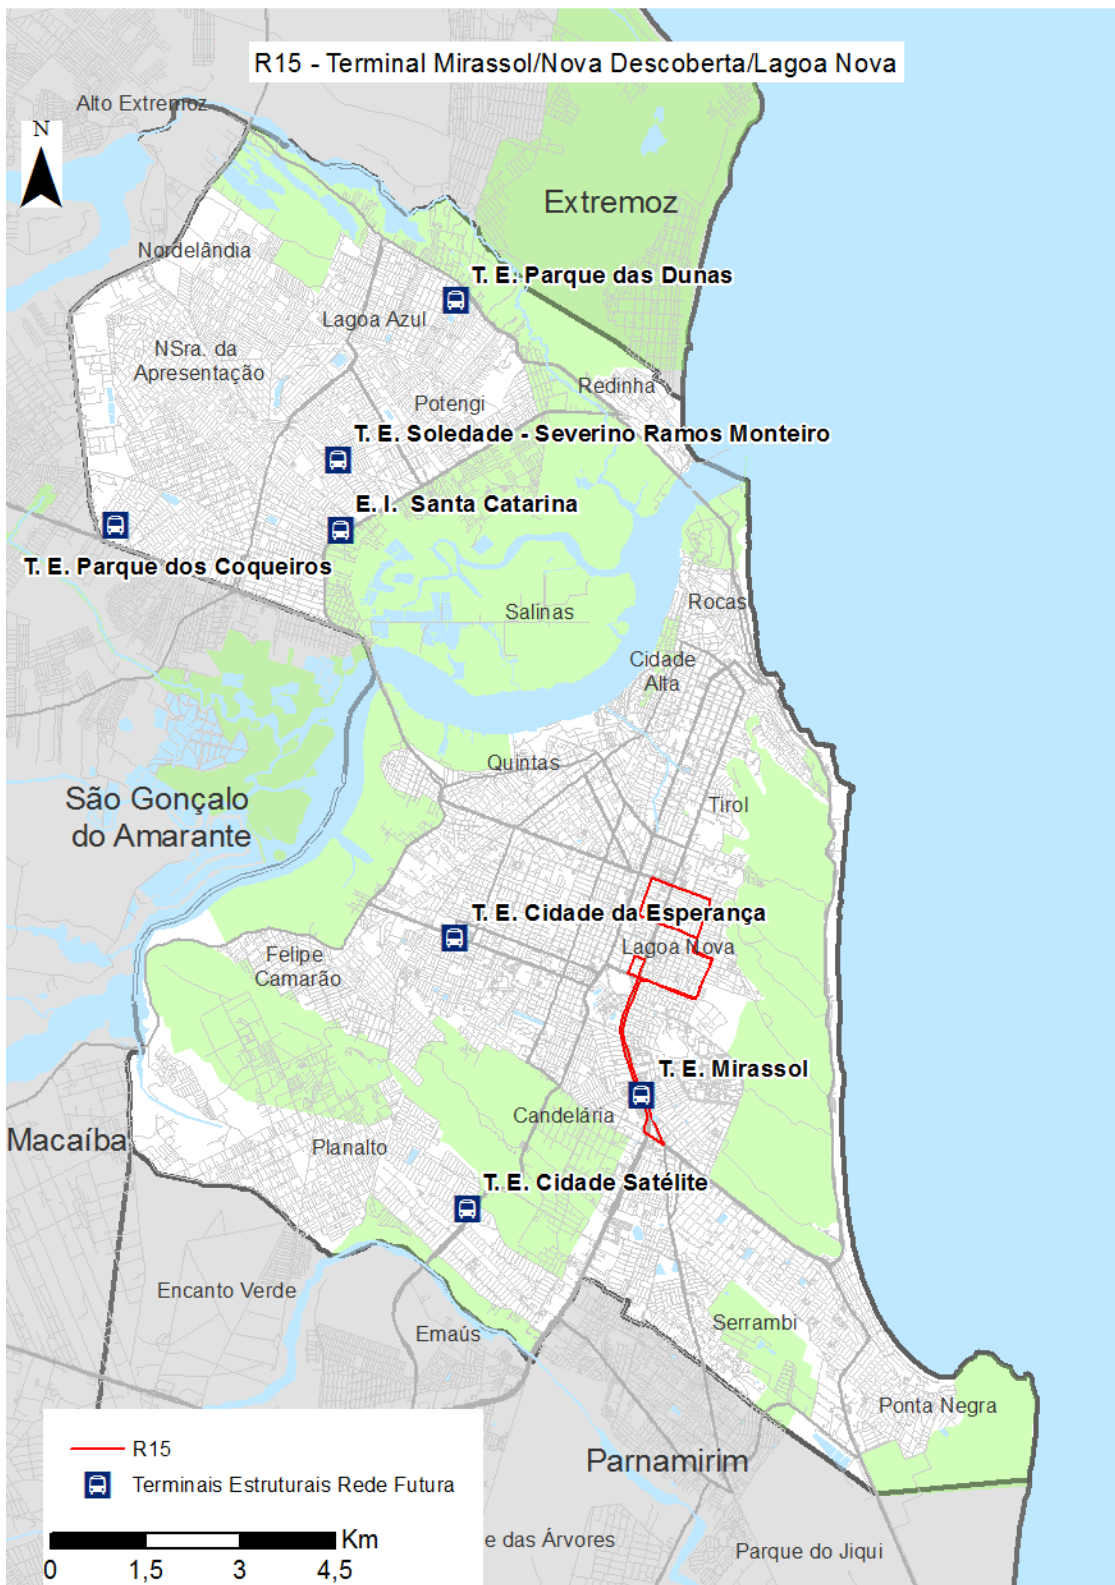 R15 - Terminal Mirassol/Nova Descoberta/Lagoa Nova
Alto Extremoz
N
Extremoz
Nordelândia
T. E. Parque das Dunas
Lagoa Azul
NSra. da
Apresentação
Redinha
Potengi
T. E. Soledade - Severino Ramos Monteiro
E. I. Santa Catarina
T. E. Parque dos Coqueiros
Salinas
Rocas
Cidade
Alta
Quintas
São Gonçalo
do Amarante
Tirol
T. E. Cidade da Esperança
Lagoa Nova
Felipe
Camarão
T. E. Mirassol
Candelária
Macaíba
Planalto
T. E. Cidade Satélite
Encanto Verde
Emaús
Serrambi
Ponta Negra
Parnamirim
R15
Terminais Estruturais Rede Futura
e das Árvores
Km
0 1,5 3 4,5
Parque do Jiqui